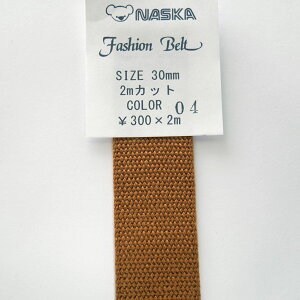 NASKA
Fashion Belt
SIZE 30mm
2mカット
COLOR 04
¥300×2m